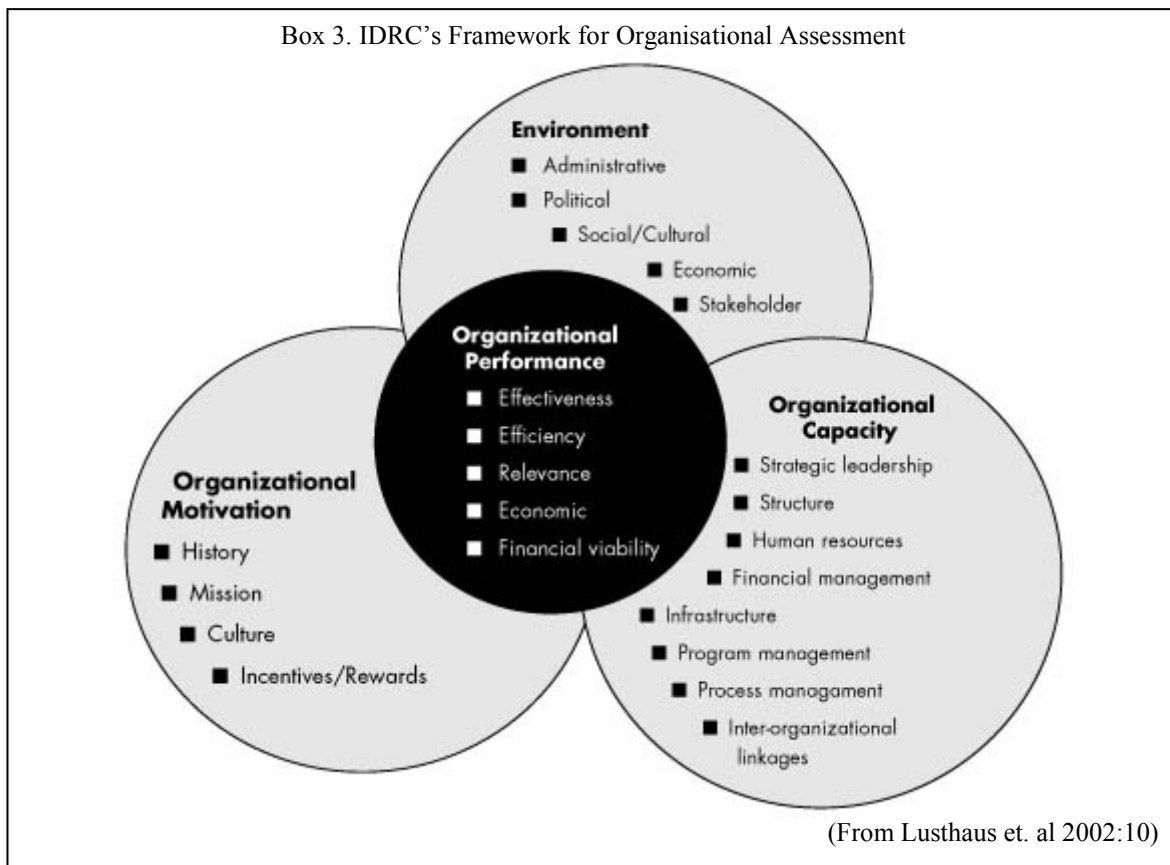 Box 3. IDRC's Framework for Organisational Assessment
Environment
Administrative
Political
Social/Cultural
Economic
Stakeholder
Organizational
Performance
Effectiveness
Efficiency
Relevance
Economic
Financial viability
Organizational
Motivation
History
Mission
Culture
Incentives/Rewards
Organizational
Capacity
Strategic leadership
Structure
Human resources
Financial management
Infrastructure
Program management
Process managament
Inter-organizational
linkages
(From Lusthaus et. al 2002:10)